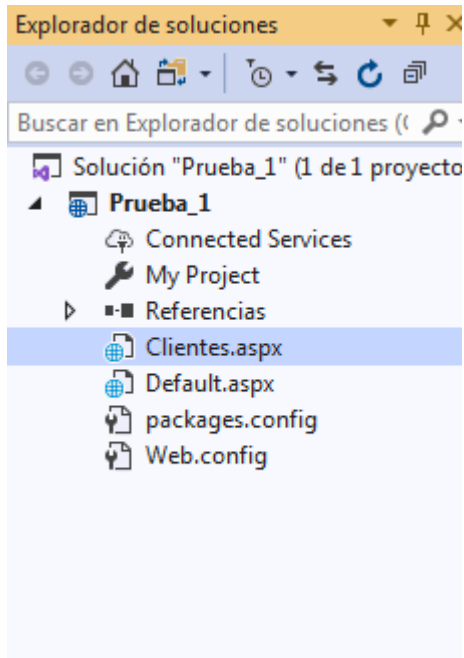 Explorador de soluciones
Buscar en Explorador de soluciones (
Solución "Prueba_1" (1 de 1 proyecto
Prueba_1
Connected Services
My Project
Referencias
Clientes.aspx
Default.aspx
packages.config
Web.config